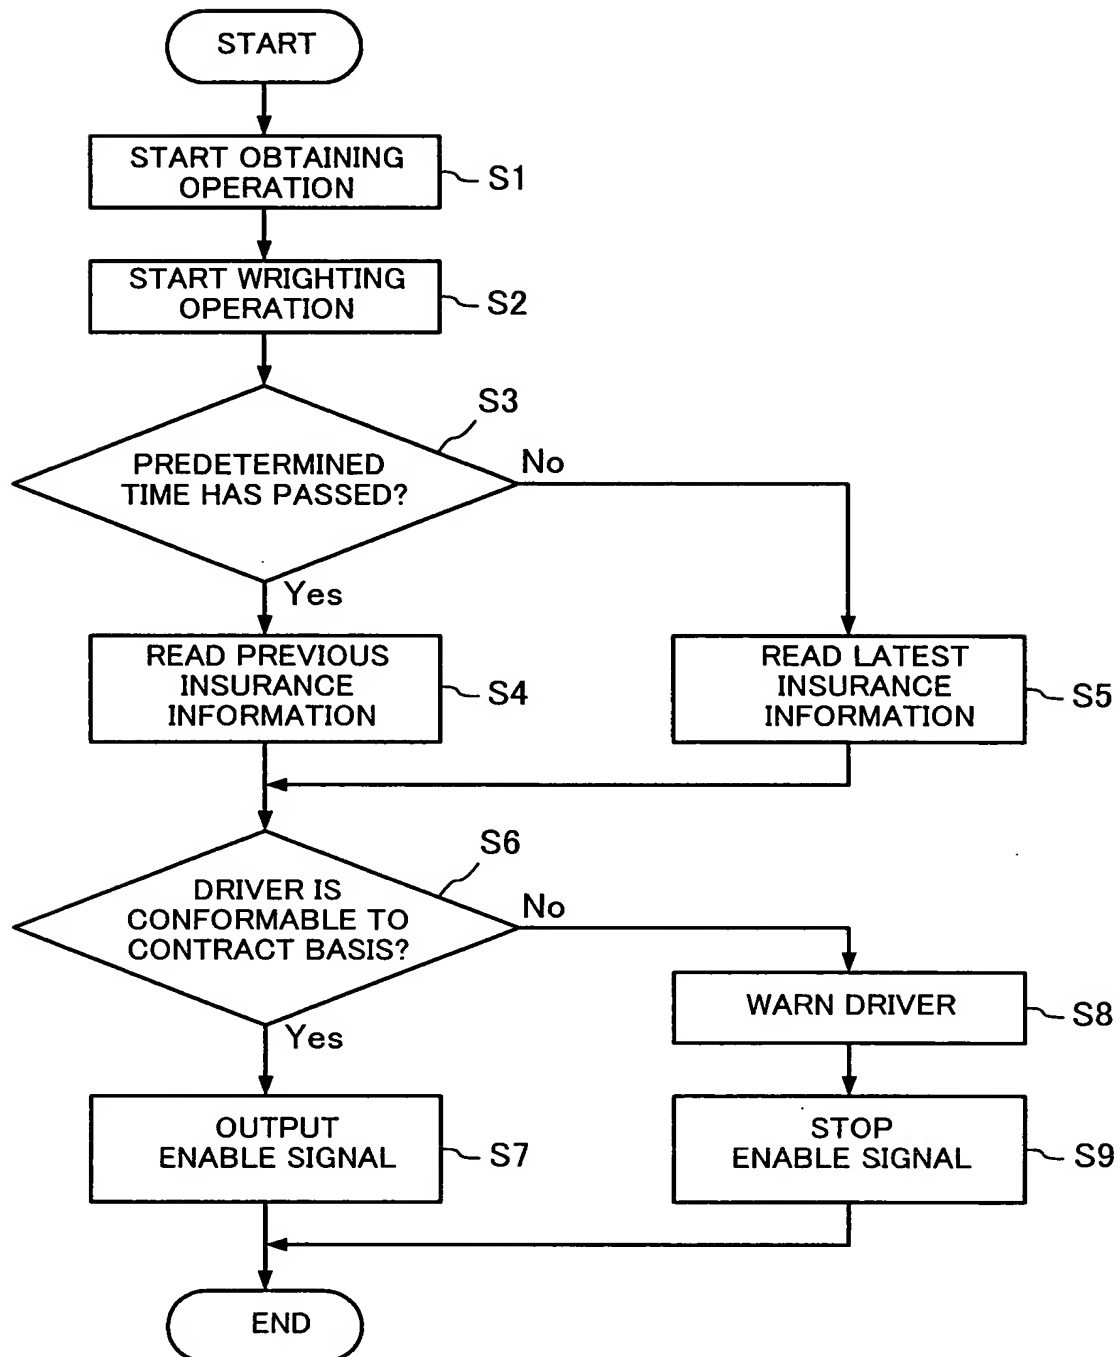 START
START OBTAINING
OPERATION
S1
START WRIGHTING
OPERATION
S2
S3
PREDETERMINED
TIME HAS PASSED?
No
Yes
READ PREVIOUS
INSURANCE
INFORMATION
S4
READ LATEST
INSURANCE
INFORMATION
S5
S6
DRIVER IS
CONFORMABLE TO
CONTRACT BASIS?
No
Yes
WARN DRIVER
S8
OUTPUT
ENABLE SIGNAL
S7
STOP
ENABLE SIGNAL
S9
END